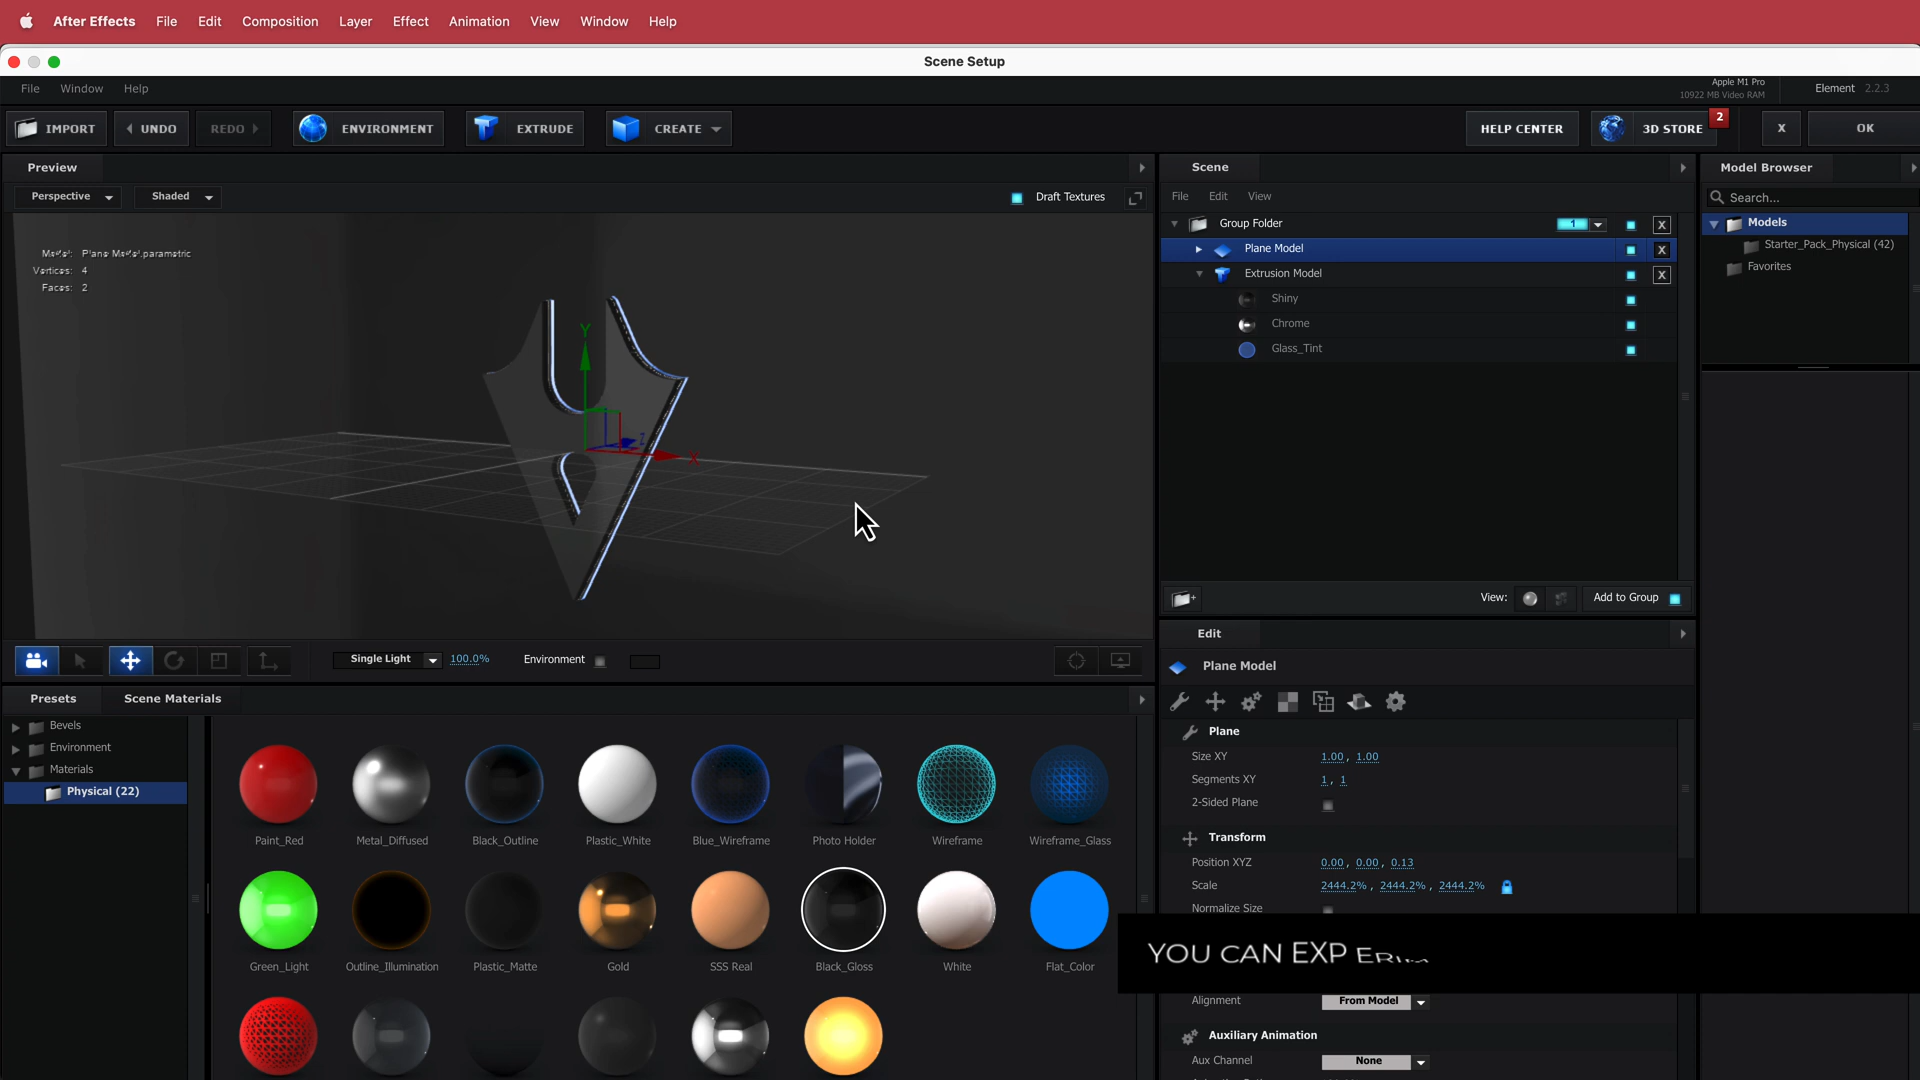 After Effects File Edit Composition Layer Effect Animation View Window Help
Scene Setup
File Window Help
Apple M1 Pro
10922 MB Video RAM
Element 2.2.3
IMPORT UNDO REDO ENVIRONMENT EXTRUDE CREATE HELP CENTER 3D STORE 2 X OK
Preview
Perspective Shaded Draft Textures
Model: Plane Model.parametric
Vertices: 4
Faces: 2
Y
Z
X
Single Light 100.0% Environment
Scene
File Edit View
Group Folder 1 X
Plane Model X
Extrusion Model X
Shiny
Chrome
Glass_Tint
View: Add to Group
Model Browser
Search...
Models
Starter_Pack_Physical (42)
Favorites
Presets Scene Materials
Bevels
Environment
Materials
Physical (22)
Paint_Red Metal_Diffused Black_Outline Plastic_White Blue_Wireframe Photo Holder Wireframe Wireframe_Glass
Green_Light Outline_Illumination Plastic_Matte Gold SSS Real Black_Gloss White Flat_Color
Edit
Plane Model
Plane
Size XY 1.00, 1.00
Segments XY 1, 1
2-Sided Plane
Transform
Position XYZ 0.00, 0.00, 0.13
Scale 2444.2%, 2444.2%, 2444.2%
Normalize Size
YOU CAN EXP
Alignment From Model
Auxiliary Animation
Aux Channel None